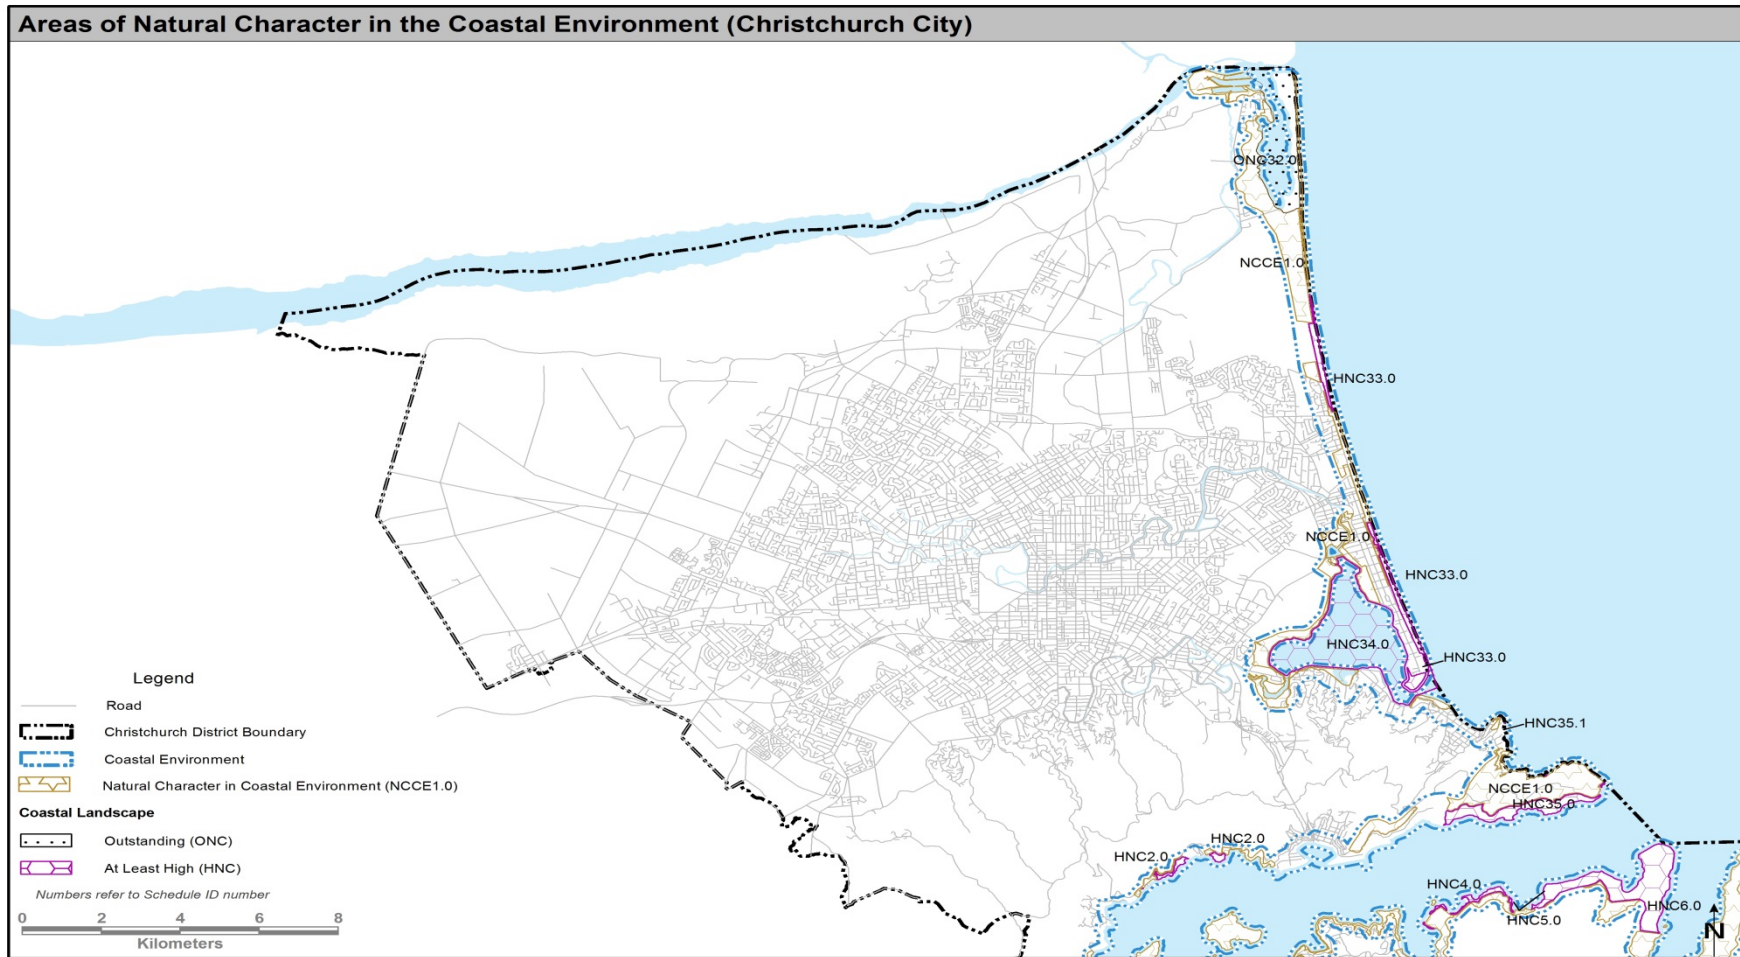 Areas of Natural Character in the Coastal Environment (Christchurch City)
ONC32.0
NCCE1.0
HNC33.0
NCCE1.0
HNC33.0
HNC34.0
HNC33.0
HNC35.1
NCCE1.0
HNC35.0
HNC2.0
HNC2.0
HNC4.0
HNC5.0
HNC6.0
N
Legend
Road
Christchurch District Boundary
Coastal Environment
Natural Character in Coastal Environment (NCCE1.0)
Coastal Landscape
Outstanding (ONC)
At Least High (HNC)
Numbers refer to Schedule ID number
0 2 4 6 8
Kilometers